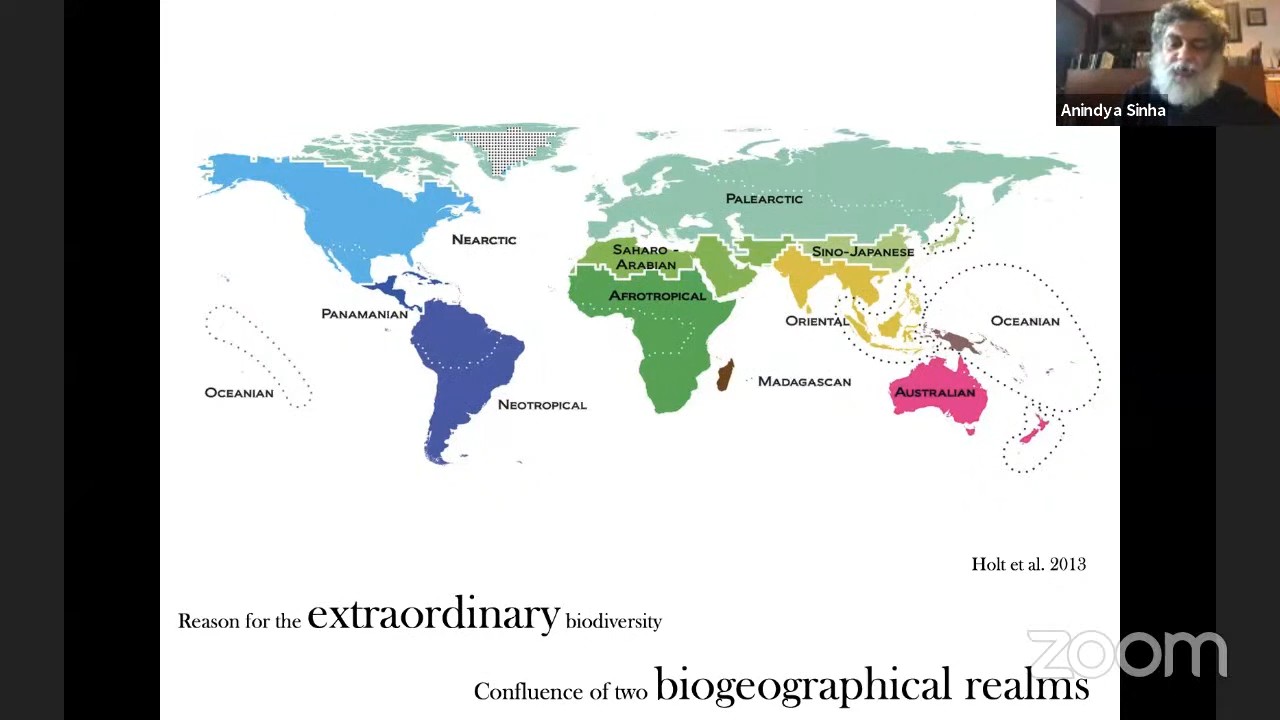 Anindya Sinha
PALEARCTIC
NEARCTIC
SAHARO -
ARABIAN
SINO-JAPANESE
AFROTROPICAL
PANAMANIAN
ORIENTAL
OCEANIAN
OCEANIAN
MADAGASCAN
AUSTRALIAN
NEOTROPICAL
Holt et al. 2013
Reason for the extraordinary biodiversity
zoom
Confluence of two biogeographical realms